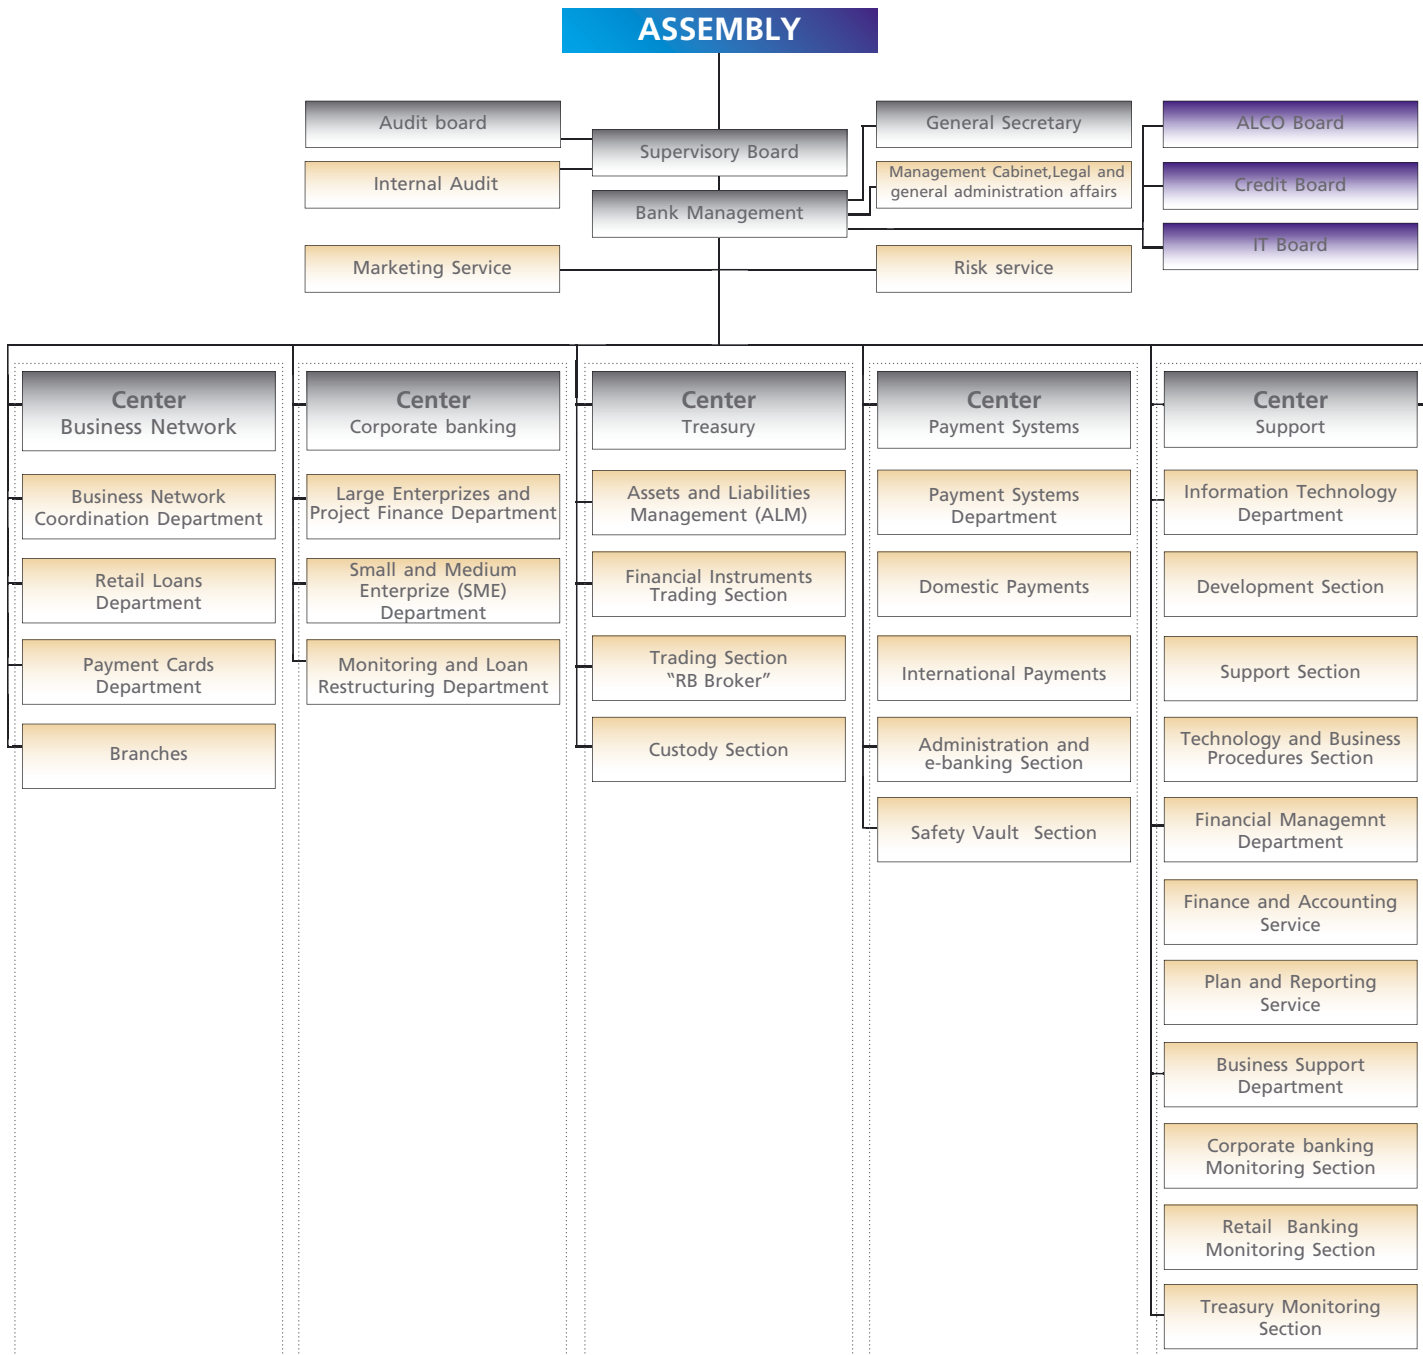 ASSEMBLY
Audit board
Supervisory Board
Internal Audit
Bank Management
General Secretary
Management Cabinet,Legal and
general administration affairs
ALCO Board
Credit Board
IT Board
Marketing Service
Risk service
Center
Business Network
Business Network
Coordination Department
Retail Loans
Department
Payment Cards
Department
Branches
Center
Corporate banking
Large Enterprizes and
Project Finance Department
Small and Medium
Enterprize (SME)
Department
Monitoring and Loan
Restructuring Department
Center
Treasury
Assets and Liabilities
Management (ALM)
Financial Instruments
Trading Section
Trading Section
“RB Broker”
Custody Section
Center
Payment Systems
Payment Systems
Department
Domestic Payments
International Payments
Administration and
e-banking Section
Safety Vault Section
Center
Support
Information Technology
Department
Development Section
Support Section
Technology and Business
Procedures Section
Financial Managemnt
Department
Finance and Accounting
Service
Plan and Reporting
Service
Business Support
Department
Corporate banking
Monitoring Section
Retail Banking
Monitoring Section
Treasury Monitoring
Section